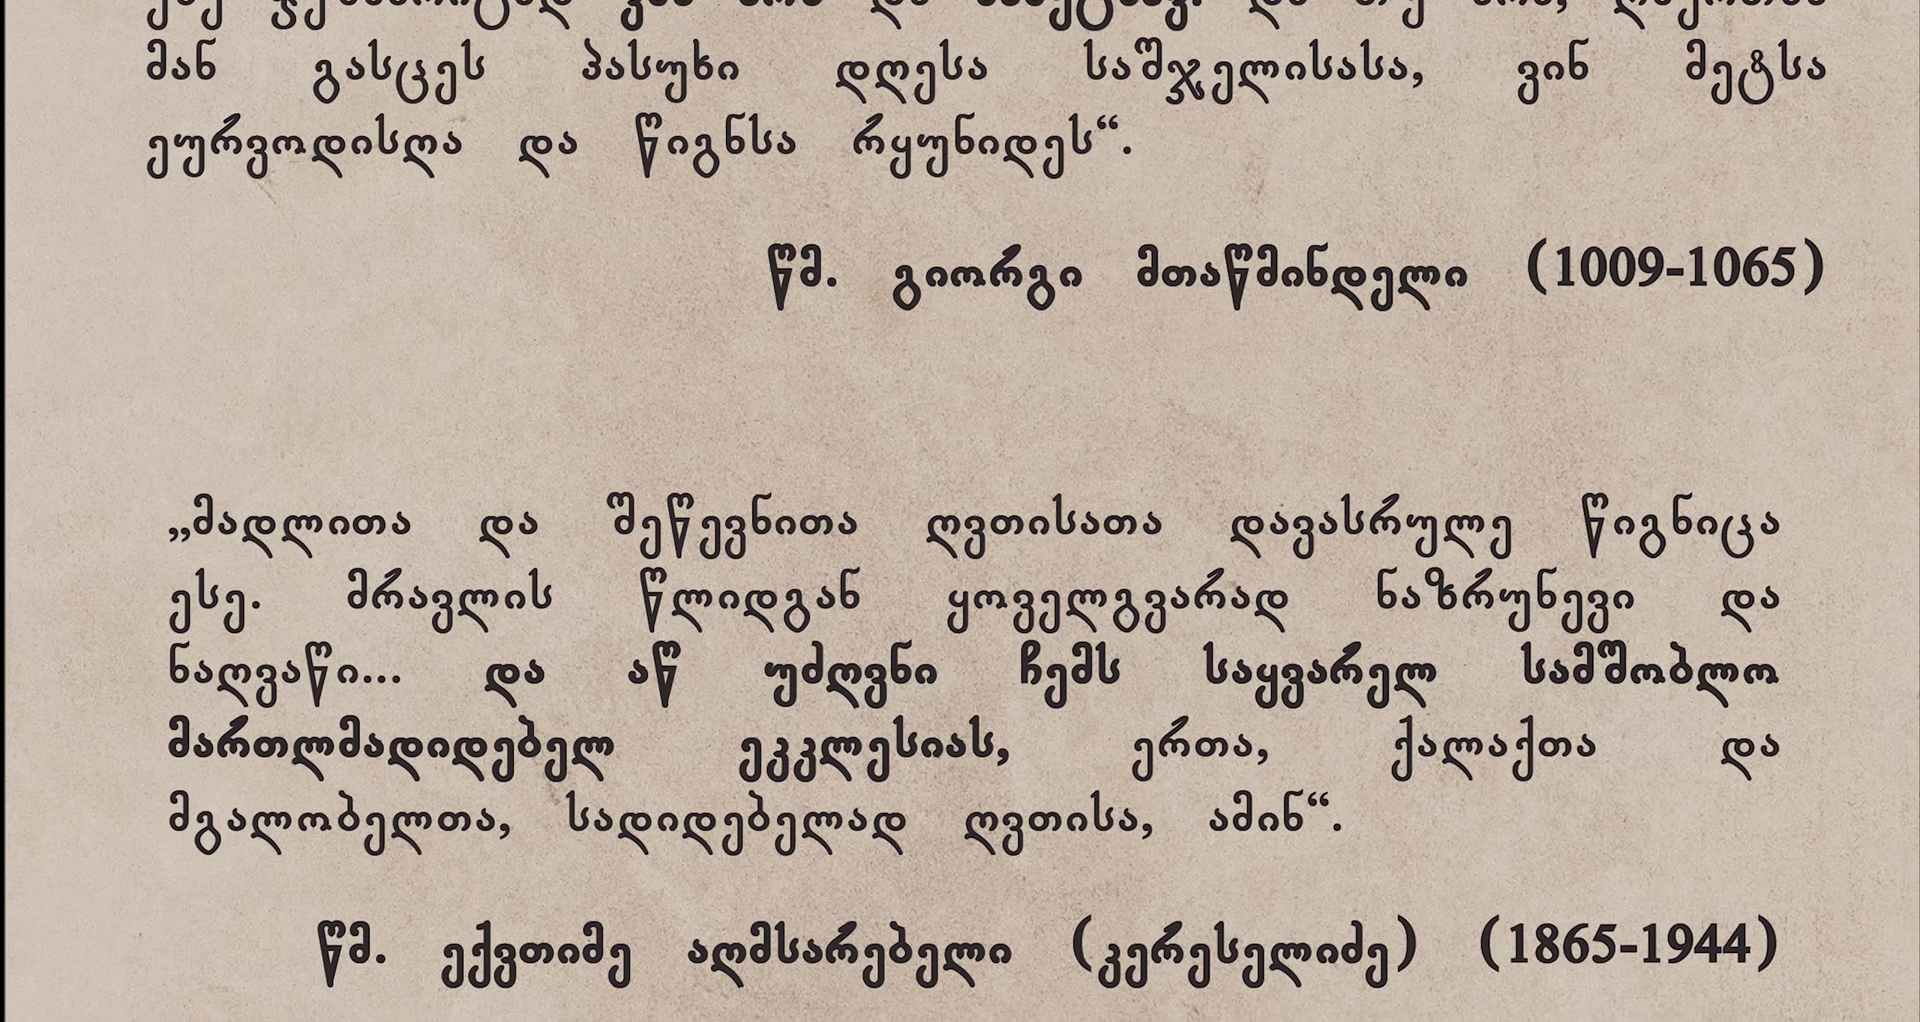 მან გასცეს პასუხი დღესა საშჯელისასა, ვინ მეტსა
ეურვოდისღა და წიგნსა რყუნიდეს“.
წმ. გიორგი მთაწმინდელი (1009-1065)
„მადლითა და შეწევნითა ღვთისათა დავასრულე წიგნიცა
ესე. მრავლის წლიდგან ყოველგვარად ნაზრუნევი და
ნაღვაწი... და აწ უძღვნი ჩემს საყვარელ სამშობლო
მართლმადიდებელ ეკკლესიას, ერთა, ქალაქთა და
მგალობელთა, სადიდებელად ღვთისა, ამინ“.
წმ. ექვთიმე აღმსარებელი (კერესელიძე) (1865-1944)